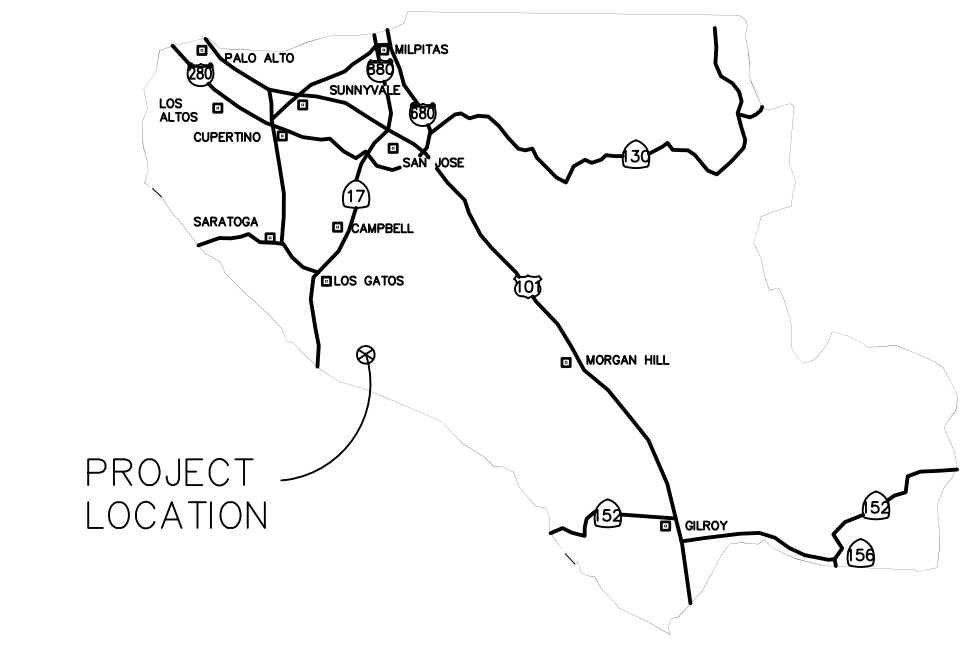 MILPITAS
PALO ALTO
280
880
SUNNYVALE
LOS
ALTOS
680
CUPERTINO
SAN JOSE
130
17
SARATOGA
CAMPBELL
LOS GATOS
101
MORGAN HILL
PROJECT
LOCATION
152
152
GILROY
156